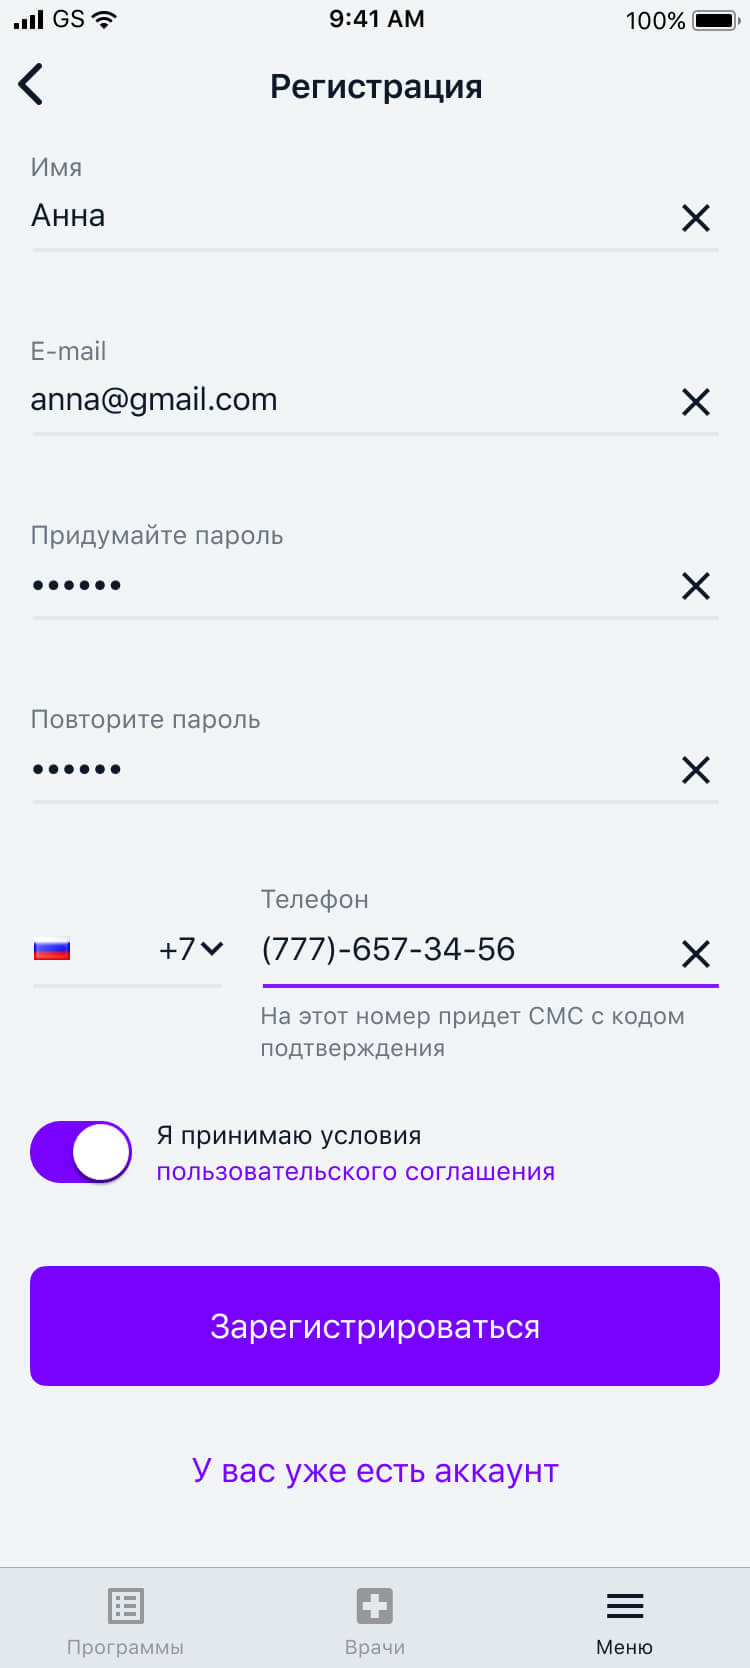 GS 9:41 AM 100%
Регистрация
Имя
Анна
E-mail
anna@gmail.com
Придумайте пароль
••••••
Повторите пароль
••••••
Телефон
+7 (777)-657-34-56
На этот номер придет СМС с кодом
подтверждения
Я принимаю условия
пользовательского соглашения
Зарегистрироваться
У вас уже есть аккаунт
Программы Врачи Меню